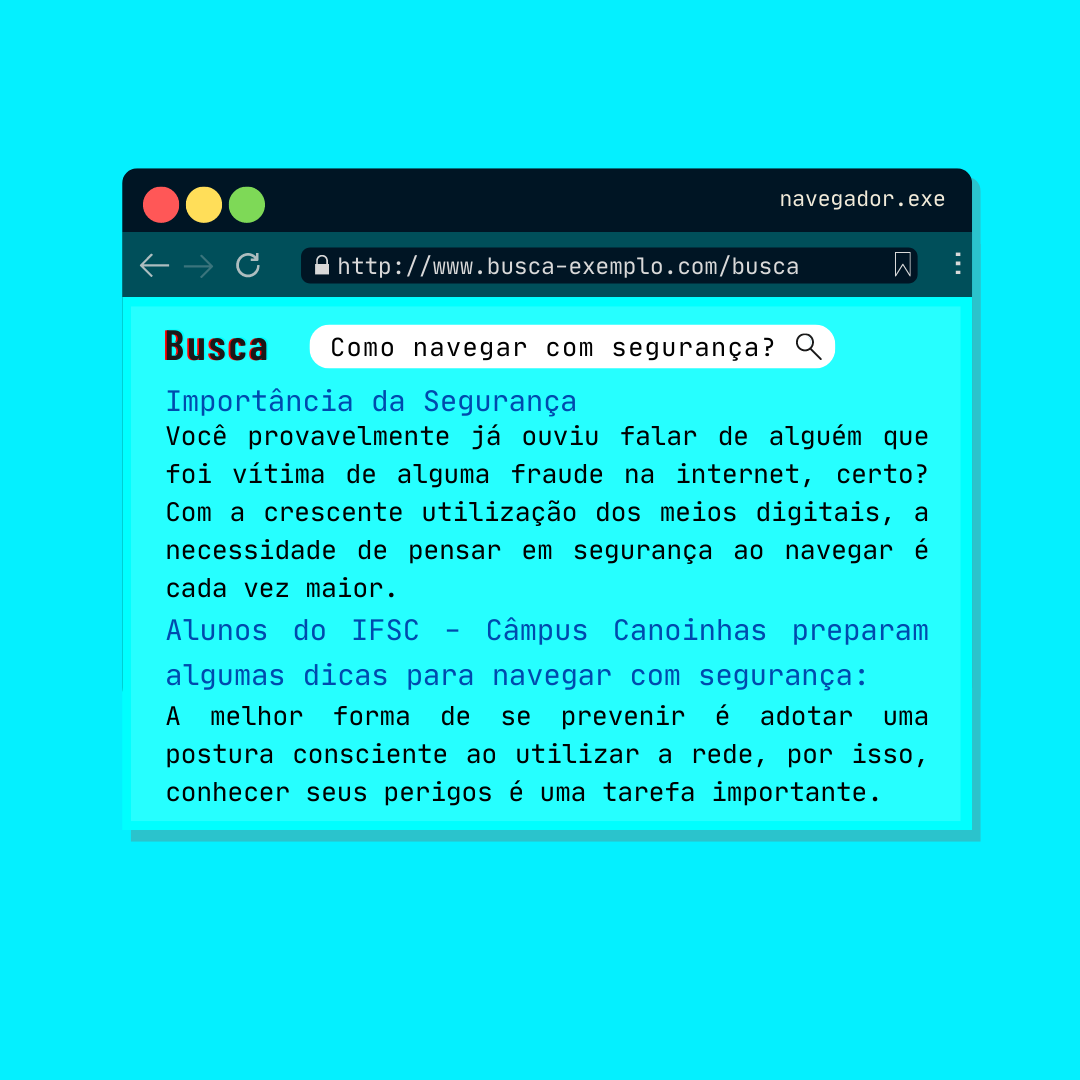 navegador.exe
http://www.busca-exemplo.com/busca
Busca
Como navegar com segurança?
Importância da Segurança
Você provavelmente já ouviu falar de alguém que
foi vítima de alguma fraude na internet, certo?
Com a crescente utilização dos meios digitais, a
necessidade de pensar em segurança ao navegar é
cada vez maior.
Alunos do IFSC - Câmpus Canoinhas preparam
algumas dicas para navegar com segurança:
A melhor forma de se prevenir é adotar uma
postura consciente ao utilizar a rede, por isso,
conhecer seus perigos é uma tarefa importante.